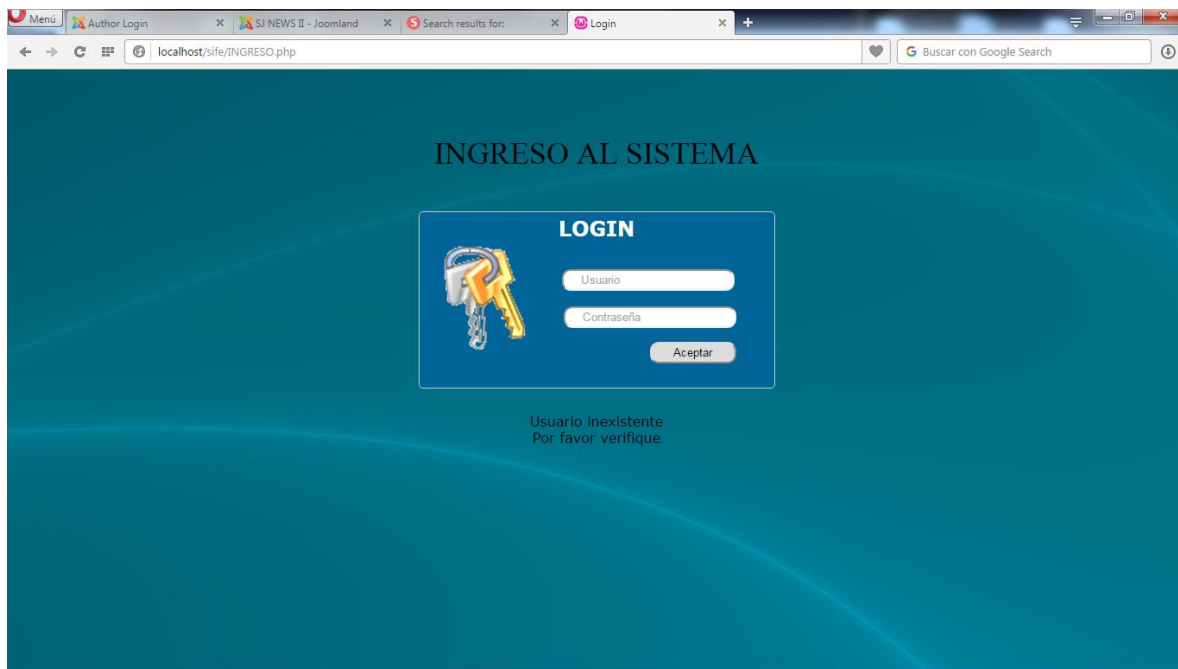 Menú
Author Login
SJ NEWS II - Joomland
Search results for:
Login
localhost/sife/INGRESO.php
Buscar con Google Search
INGRESO AL SISTEMA
LOGIN
Usuario
Contraseña
Aceptar
Usuario inexistente
Por favor verifique